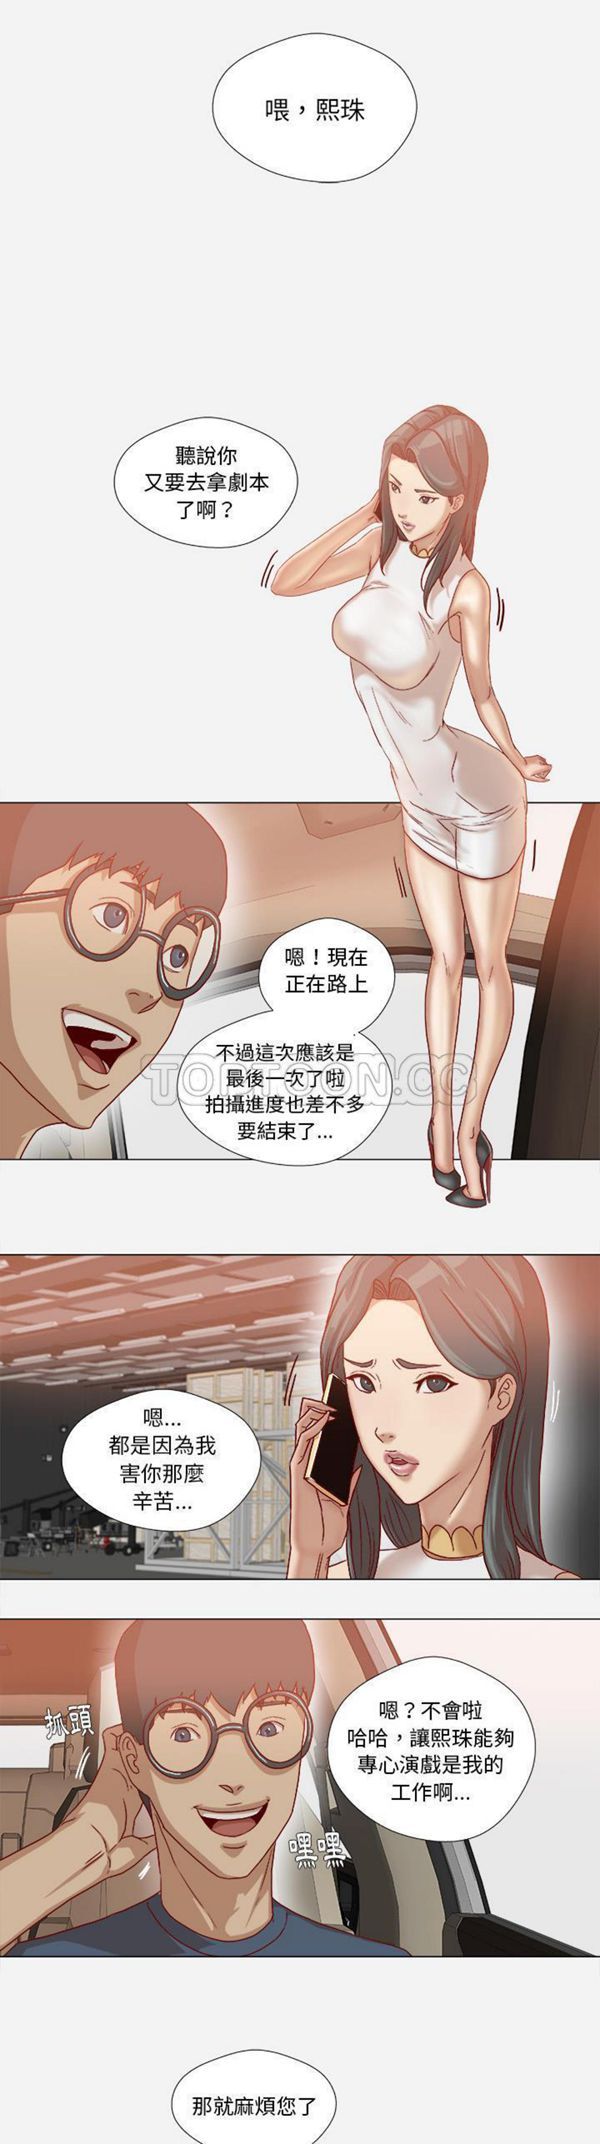 喂，熙珠
聽說你
又要去拿劇本
了啊？
嗯！現在
正在路上
不過這次應該是
最後一次了啦
拍攝進度也差不多
要結束了...
TOPTOON.CC
嗯...
都是因為我
害你那麼
辛苦...
抓頭
嗯？不會啦
哈哈，讓熙珠能夠
專心演戲是我的
工作啊...
嘿嘿
那就麻煩您了